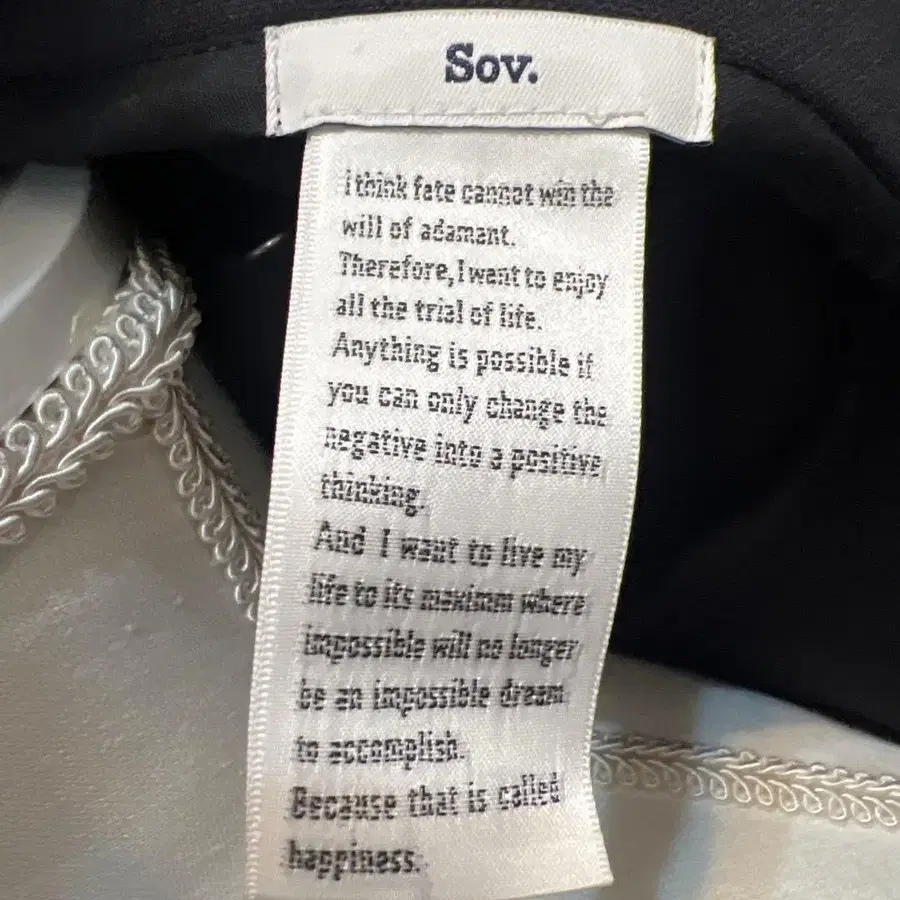 Sov.
I think fate cannot win the
will of adamant.
Therefore, I want to enjoy
all the trial of life.
Anything is possible if
you can only change the
negative into a positive
thinking.
And I want to live my
life to its maximm where
impossible will no longer
be an impossible dream
to accomplish.
Because that is called
happiness.